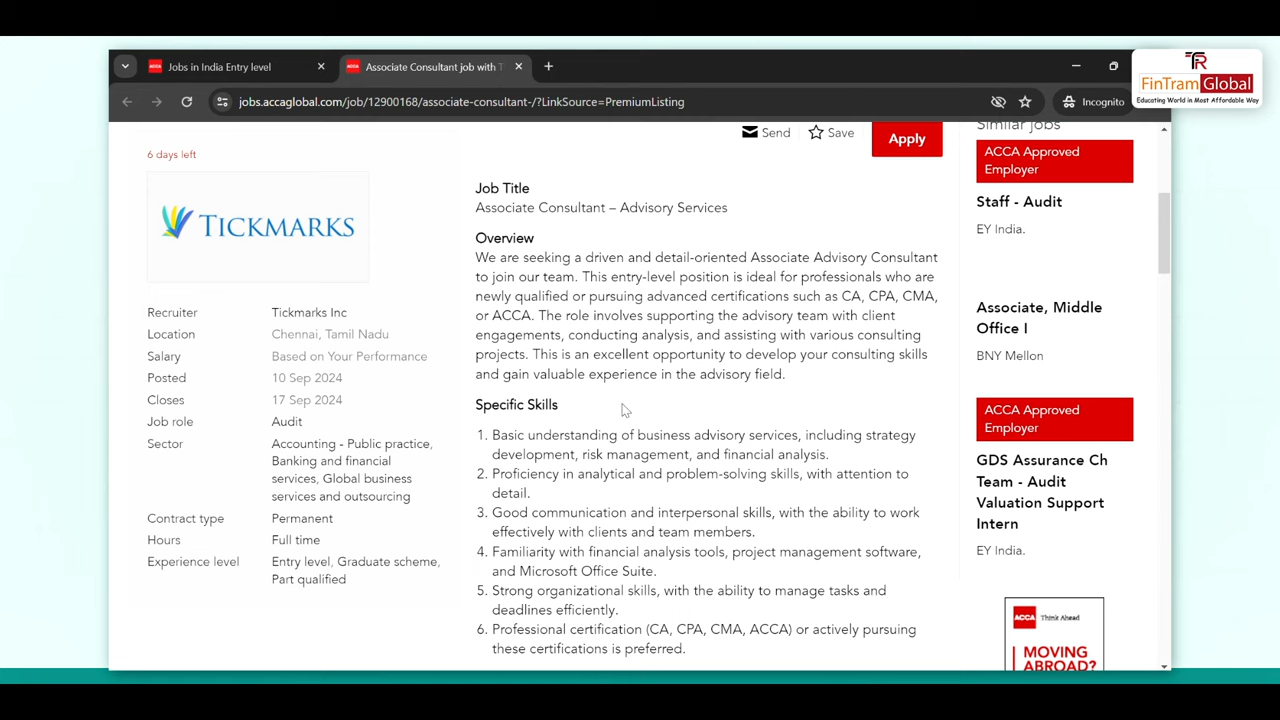 Jobs in India Entry level
Associate Consultant job with T
TR
FinTram Global
Educating World in Most Affordable Way
jobs.accaglobal.com/job/12900168/associate-consultant-/?LinkSource=PremiumListing
Incognito
6 days left
TICKMARKS
Recruiter Tickmarks Inc
Location Chennai, Tamil Nadu
Salary Based on Your Performance
Posted 10 Sep 2024
Closes 17 Sep 2024
Job role Audit
Sector Accounting - Public practice,
Banking and financial
services, Global business
services and outsourcing
Contract type Permanent
Hours Full time
Experience level Entry level, Graduate scheme,
Part qualified
Send Save Apply
Job Title
Associate Consultant – Advisory Services
Overview
We are seeking a driven and detail-oriented Associate Advisory Consultant
to join our team. This entry-level position is ideal for professionals who are
newly qualified or pursuing advanced certifications such as CA, CPA, CMA,
or ACCA. The role involves supporting the advisory team with client
engagements, conducting analysis, and assisting with various consulting
projects. This is an excellent opportunity to develop your consulting skills
and gain valuable experience in the advisory field.
Specific Skills
1. Basic understanding of business advisory services, including strategy
development, risk management, and financial analysis.
2. Proficiency in analytical and problem-solving skills, with attention to
detail.
3. Good communication and interpersonal skills, with the ability to work
effectively with clients and team members.
4. Familiarity with financial analysis tools, project management software,
and Microsoft Office Suite.
5. Strong organizational skills, with the ability to manage tasks and
deadlines efficiently.
6. Professional certification (CA, CPA, CMA, ACCA) or actively pursuing
these certifications is preferred.
Similar jobs
ACCA Approved
Employer
Staff - Audit
EY India.
Associate, Middle
Office I
BNY Mellon
ACCA Approved
Employer
GDS Assurance Ch
Team - Audit
Valuation Support
Intern
EY India.
ACCA Think Ahead
MOVING
ABROAD?